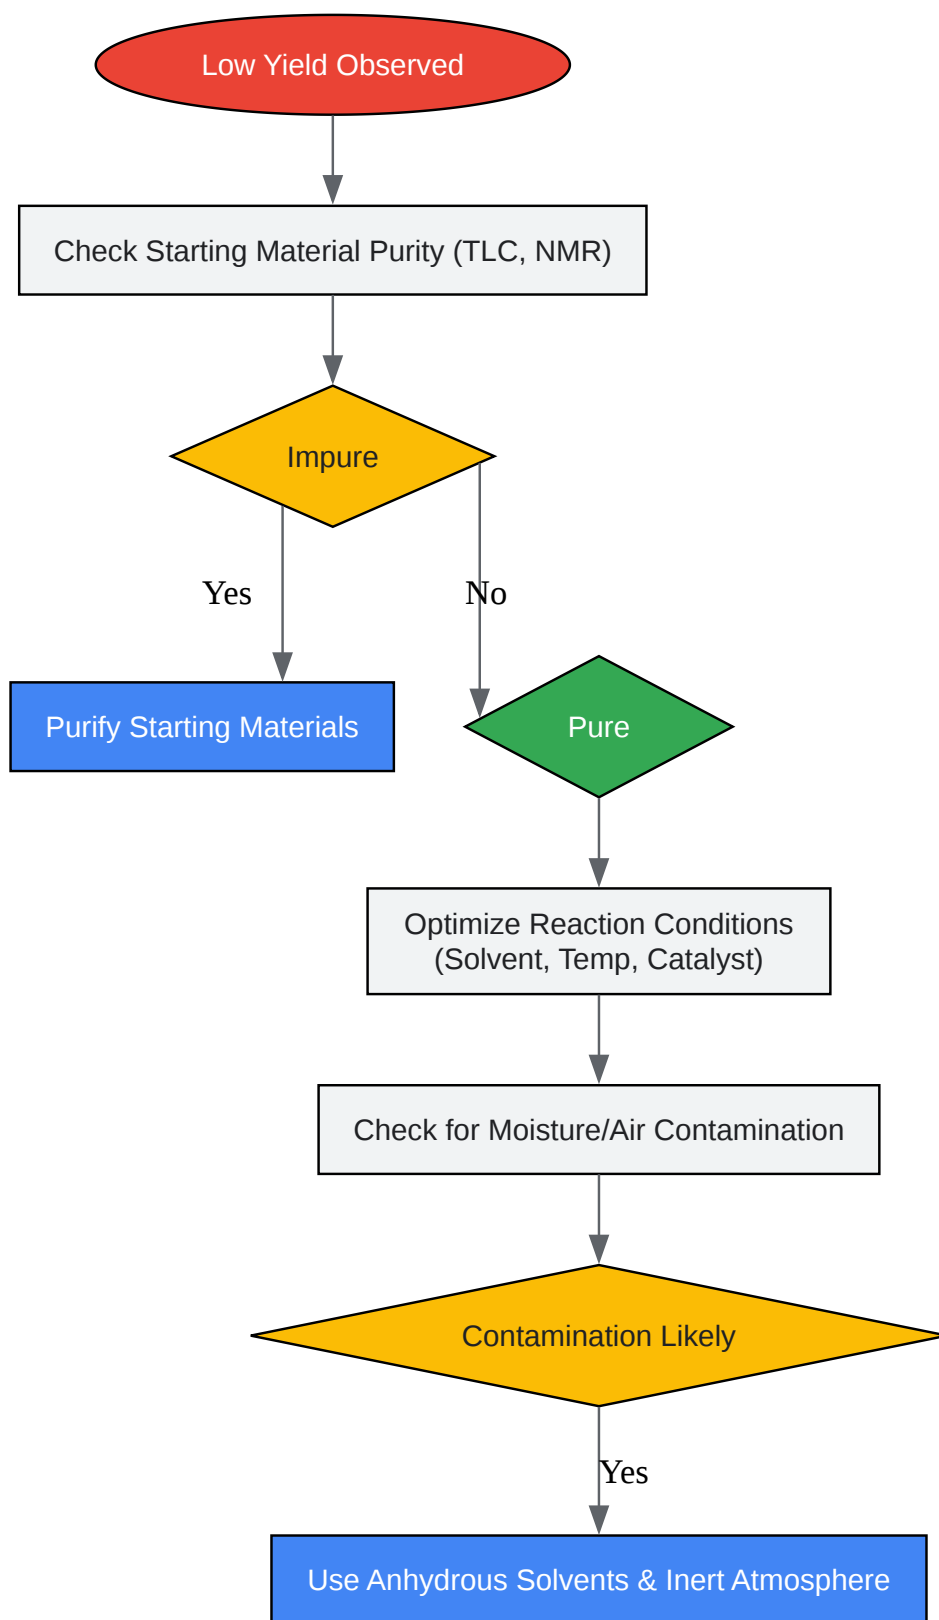 Low Yield Observed
Check Starting Material Purity (TLC, NMR)
Impure
Yes
No
Purify Starting Materials
Pure
Optimize Reaction Conditions
(Solvent, Temp, Catalyst)
Check for Moisture/Air Contamination
Contamination Likely
Yes
Use Anhydrous Solvents & Inert Atmosphere